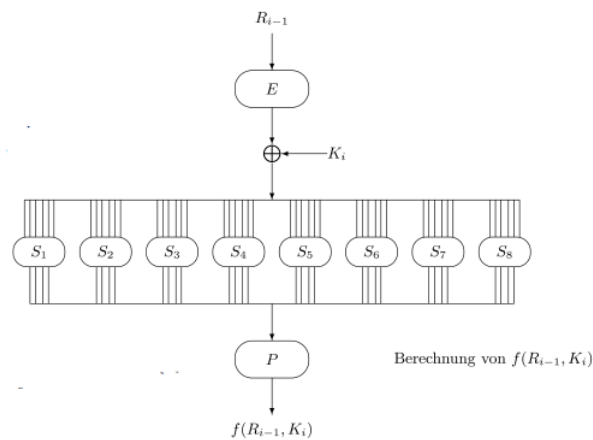 R_{i−1}
E
K_i
S_1 S_2 S_3 S_4 S_5 S_6 S_7 S_8
P
Berechnung von f(R_{i−1}, K_i)
f(R_{i−1}, K_i)